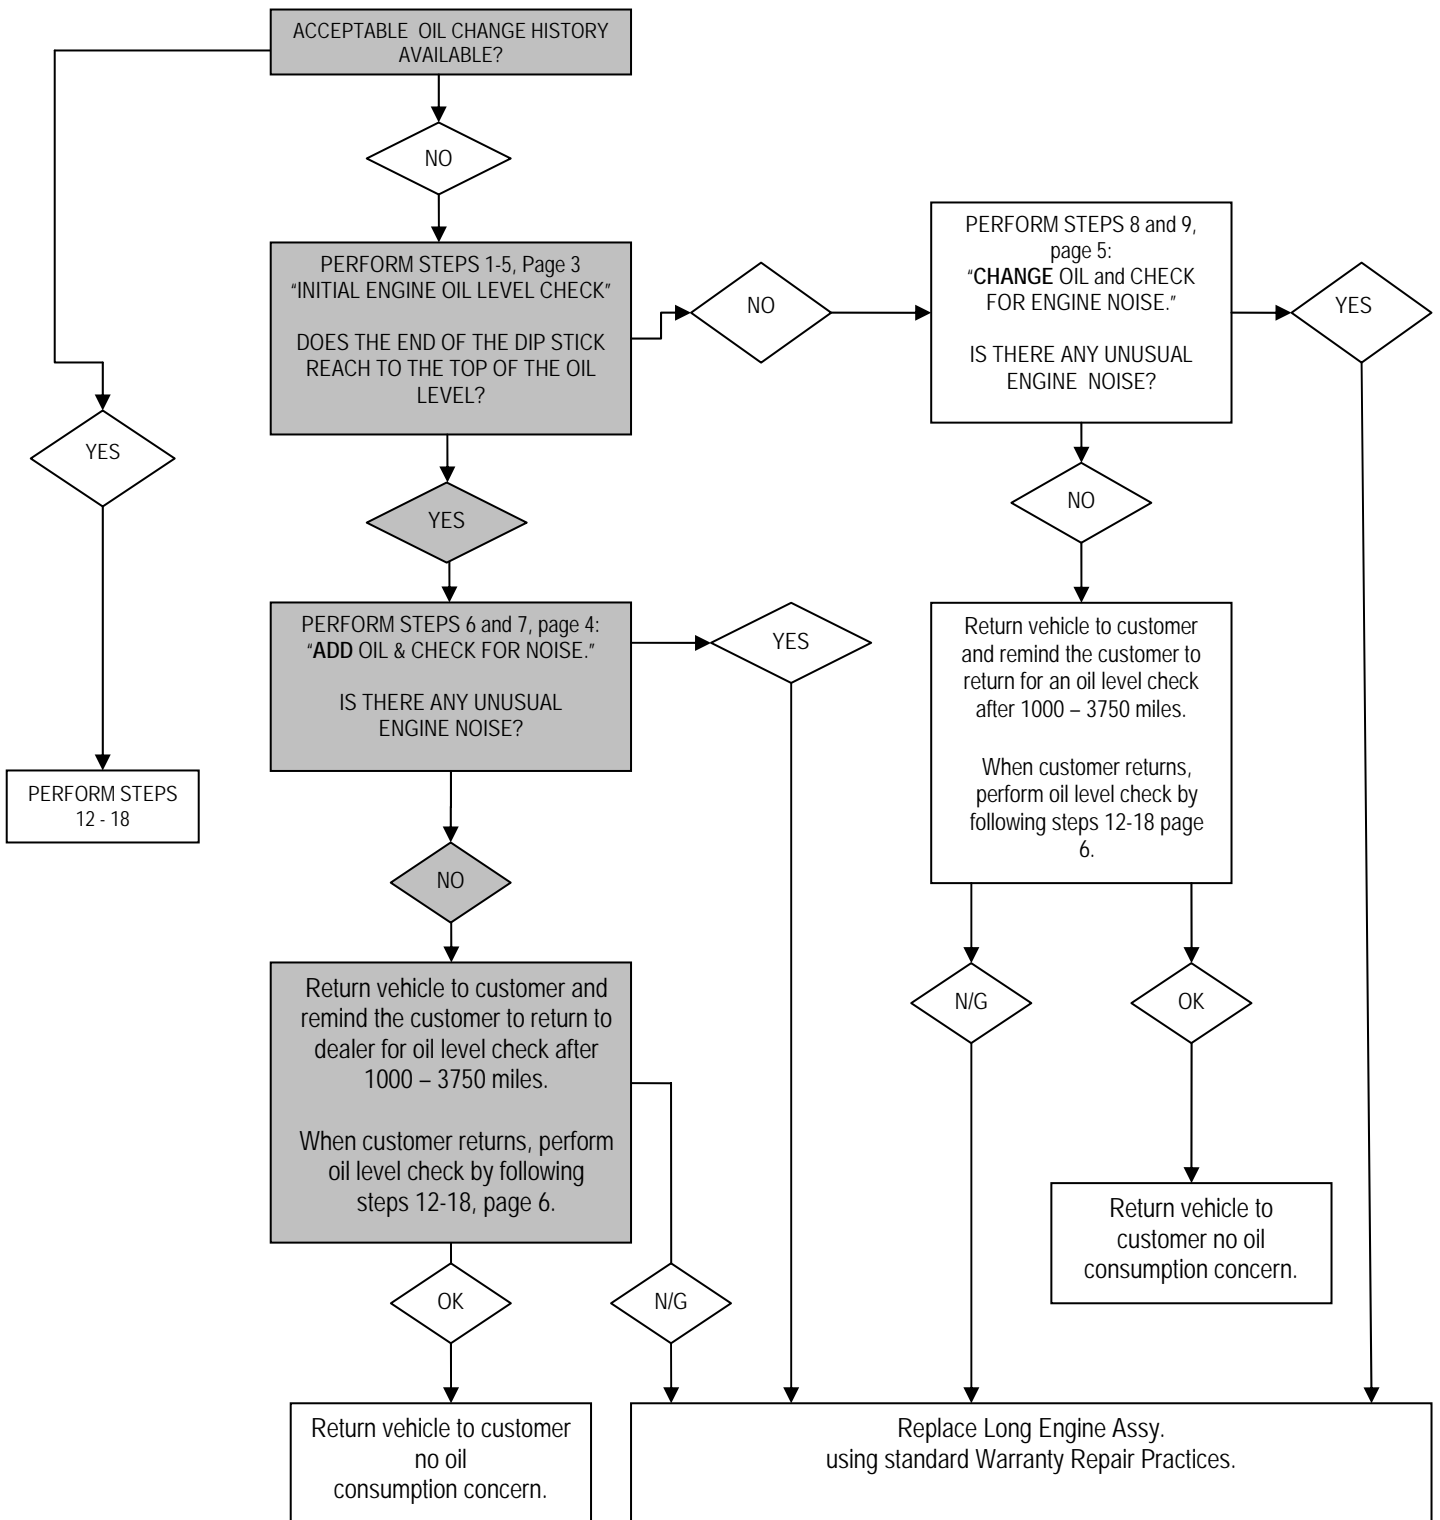 ACCEPTABLE OIL CHANGE HISTORY
AVAILABLE?
NO
YES
PERFORM STEPS
12 - 18
PERFORM STEPS 1-5, Page 3
"INITIAL ENGINE OIL LEVEL CHECK"
DOES THE END OF THE DIP STICK
REACH TO THE TOP OF THE OIL
LEVEL?
NO
PERFORM STEPS 8 and 9,
page 5:
"CHANGE OIL and CHECK
FOR ENGINE NOISE."
IS THERE ANY UNUSUAL
ENGINE NOISE?
YES
YES
NO
PERFORM STEPS 6 and 7, page 4:
"ADD OIL & CHECK FOR NOISE."
IS THERE ANY UNUSUAL
ENGINE NOISE?
YES
Return vehicle to customer
and remind the customer to
return for an oil level check
after 1000 – 3750 miles.
When customer returns,
perform oil level check by
following steps 12-18 page
6.
NO
Return vehicle to customer and
remind the customer to return to
dealer for oil level check after
1000 – 3750 miles.
When customer returns, perform
oil level check by following
steps 12-18, page 6.
N/G
OK
Return vehicle to
customer no oil
consumption concern.
OK
N/G
Return vehicle to customer
no oil
consumption concern.
Replace Long Engine Assy.
using standard Warranty Repair Practices.